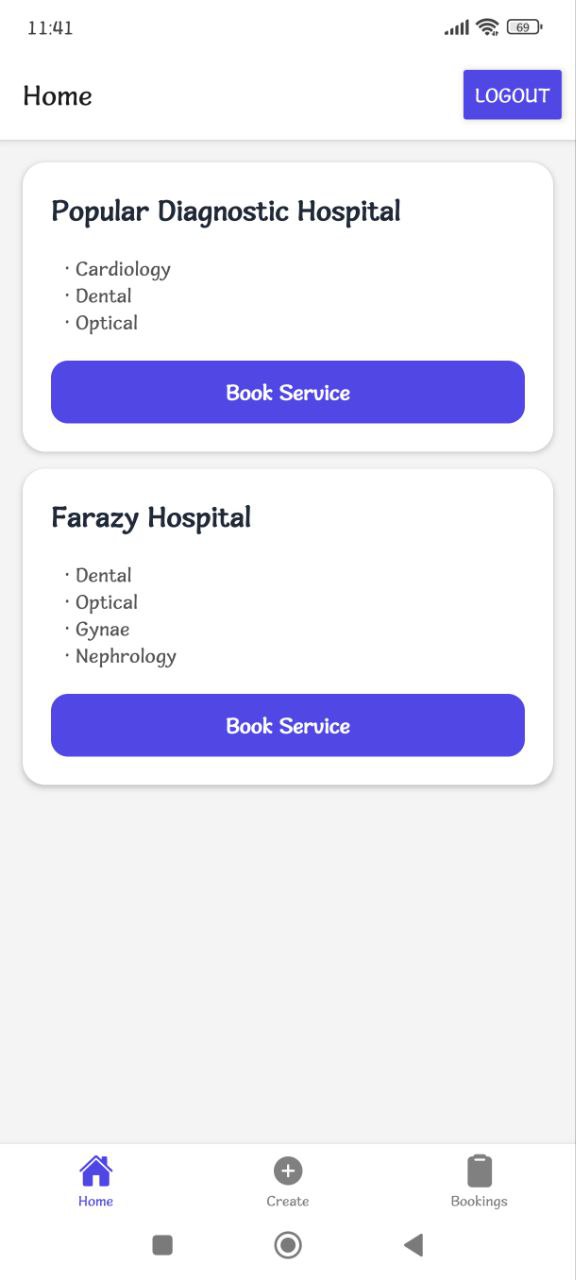 11:41
69
Home
LOGOUT
Popular Diagnostic Hospital
· Cardiology
· Dental
· Optical
Book Service
Farazy Hospital
· Dental
· Optical
· Gynae
· Nephrology
Book Service
Home
Create
Bookings